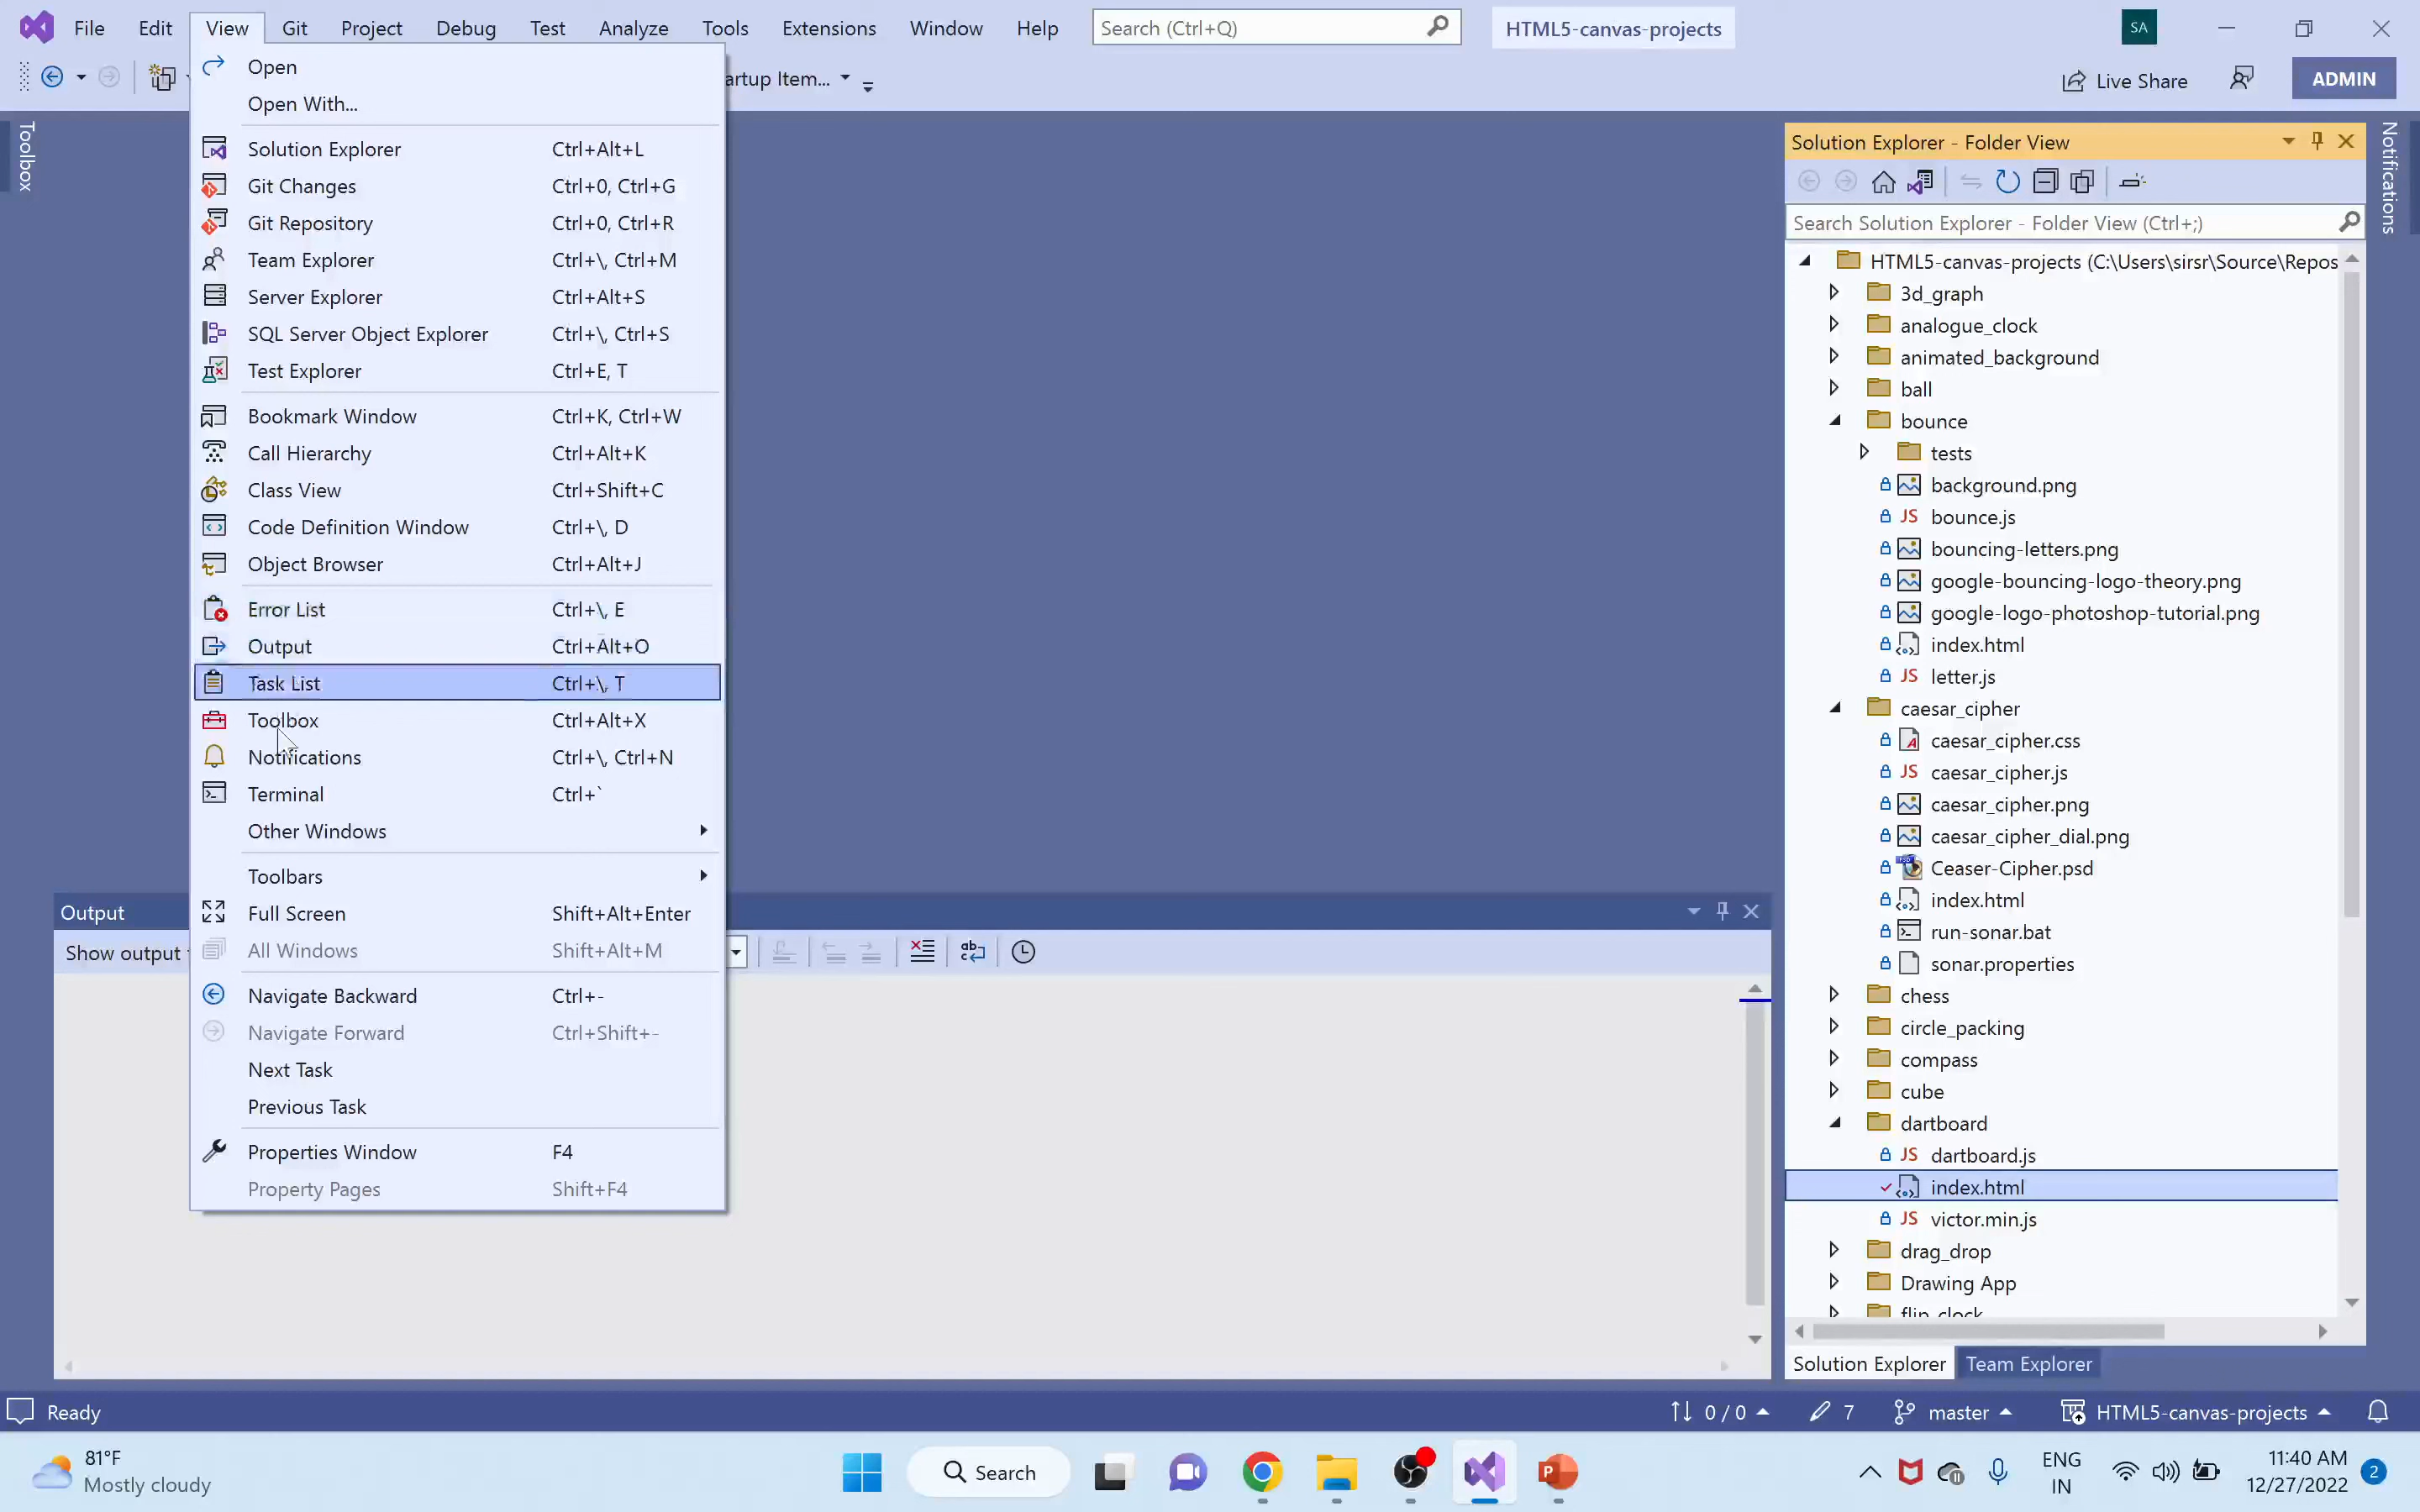 File Edit View Git Project Debug Test Analyze Tools Extensions Window Help Search (Ctrl+Q) HTML5-canvas-projects SA
artup Item... Live Share ADMIN
Toolbox
Notifications
Open
Open With...
Solution Explorer Ctrl+Alt+L
Git Changes Ctrl+0, Ctrl+G
Git Repository Ctrl+0, Ctrl+R
Team Explorer Ctrl+\, Ctrl+M
Server Explorer Ctrl+Alt+S
SQL Server Object Explorer Ctrl+\, Ctrl+S
Test Explorer Ctrl+E, T
Bookmark Window Ctrl+K, Ctrl+W
Call Hierarchy Ctrl+Alt+K
Class View Ctrl+Shift+C
Code Definition Window Ctrl+\, D
Object Browser Ctrl+Alt+J
Error List Ctrl+\, E
Output Ctrl+Alt+O
Task List Ctrl+\, T
Toolbox Ctrl+Alt+X
Notifications Ctrl+\, Ctrl+N
Terminal Ctrl+`
Other Windows
Toolbars
Full Screen Shift+Alt+Enter
All Windows Shift+Alt+M
Navigate Backward Ctrl+-
Navigate Forward Ctrl+Shift+-
Next Task
Previous Task
Properties Window F4
Property Pages Shift+F4
Output
Show output
Solution Explorer - Folder View
Search Solution Explorer - Folder View (Ctrl+;)
HTML5-canvas-projects (C:\Users\sirsr\Source\Repos
3d_graph
analogue_clock
animated_background
ball
bounce
tests
background.png
JS bounce.js
bouncing-letters.png
google-bouncing-logo-theory.png
google-logo-photoshop-tutorial.png
index.html
JS letter.js
caesar_cipher
caesar_cipher.css
JS caesar_cipher.js
caesar_cipher.png
caesar_cipher_dial.png
Ceaser-Cipher.psd
index.html
run-sonar.bat
sonar.properties
chess
circle_packing
compass
cube
dartboard
JS dartboard.js
index.html
JS victor.min.js
drag_drop
Drawing App
flip_clock
Solution Explorer Team Explorer
Ready 0 / 0 7 master HTML5-canvas-projects
81°F
Mostly cloudy
Search
ENG
IN
11:40 AM
12/27/2022
2